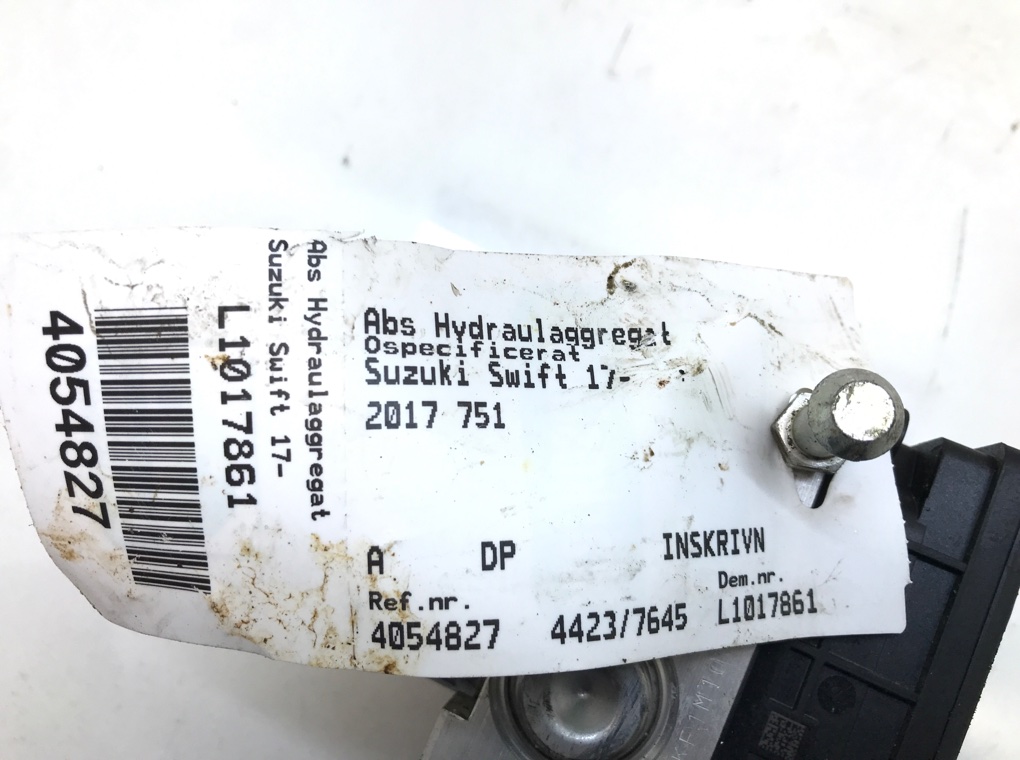 4054827
L1017861
Suzuki Swift 17-
Abs Hydraulaggregat
Abs Hydraulaggregat
Ospecificerat
Suzuki Swift 17-
2017 751
A DP INSKRIVN
Ref.nr. Dem.nr.
4054827 4423/7645 L1017861